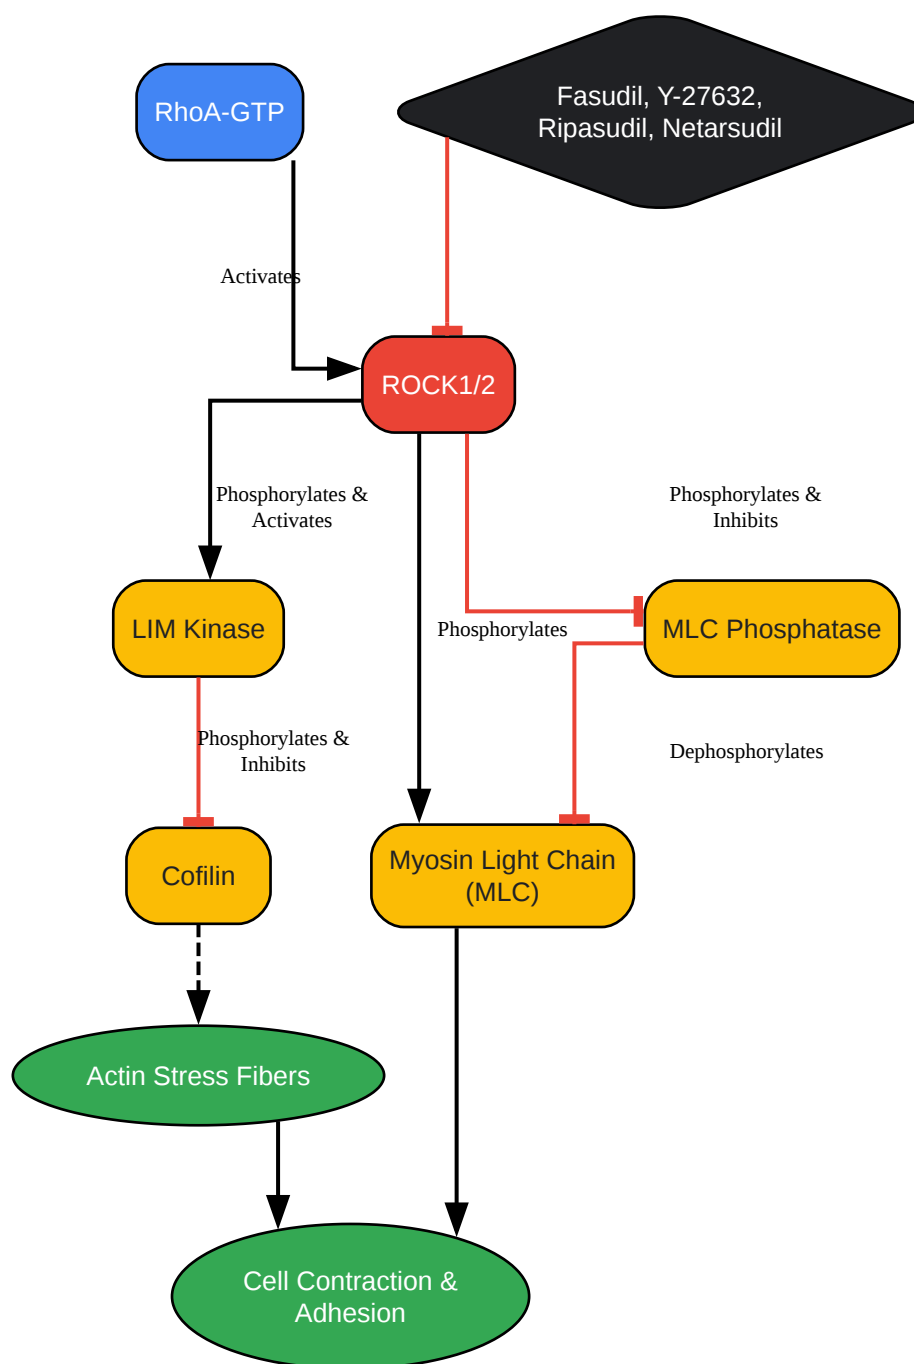 RhoA-GTP
Fasudil, Y-27632,
Ripasudil, Netarsudil
Activates
ROCK1/2
Phosphorylates &
Activates
Phosphorylates &
Inhibits
LIM Kinase
Phosphorylates
MLC Phosphatase
Phosphorylates &
Inhibits
Dephosphorylates
Cofilin
Myosin Light Chain
(MLC)
Actin Stress Fibers
Cell Contraction &
Adhesion